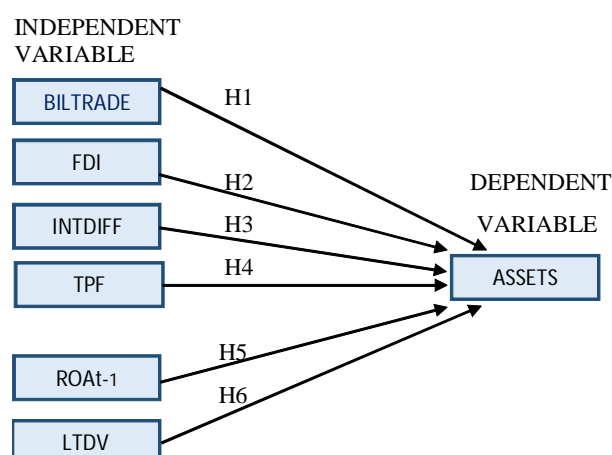 INDEPENDENT
VARIABLE
BILTRADE
H1
FDI
H2
DEPENDENT
VARIABLE
INTDIFF
H3
TPF
H4
ASSETS
ROAt-1
H5
LTDV
H6